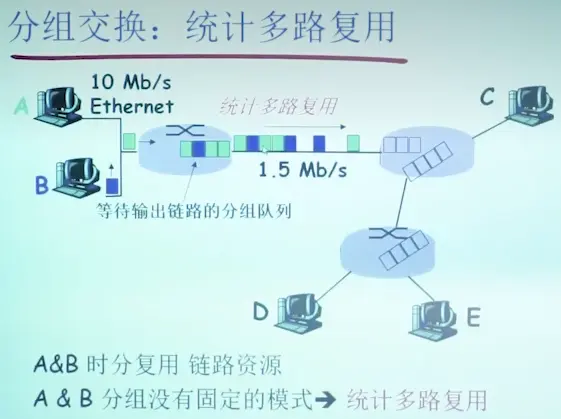 分组交换：统计多路复用
10 Mb/s
Ethernet
A
统计多路复用
C
1.5 Mb/s
B
等待输出链路的分组队列
D
E
A&B 时分复用 链路资源
A & B 分组没有固定的模式➔ 统计多路复用